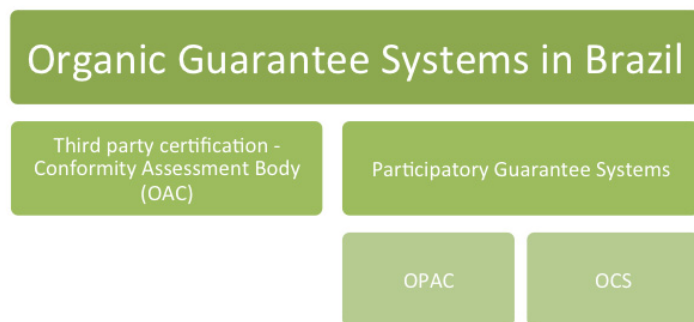 Organic Guarantee Systems in Brazil
Third party certification -
Conformity Assessment Body
(OAC)
Participatory Guarantee Systems
OPAC
OCS